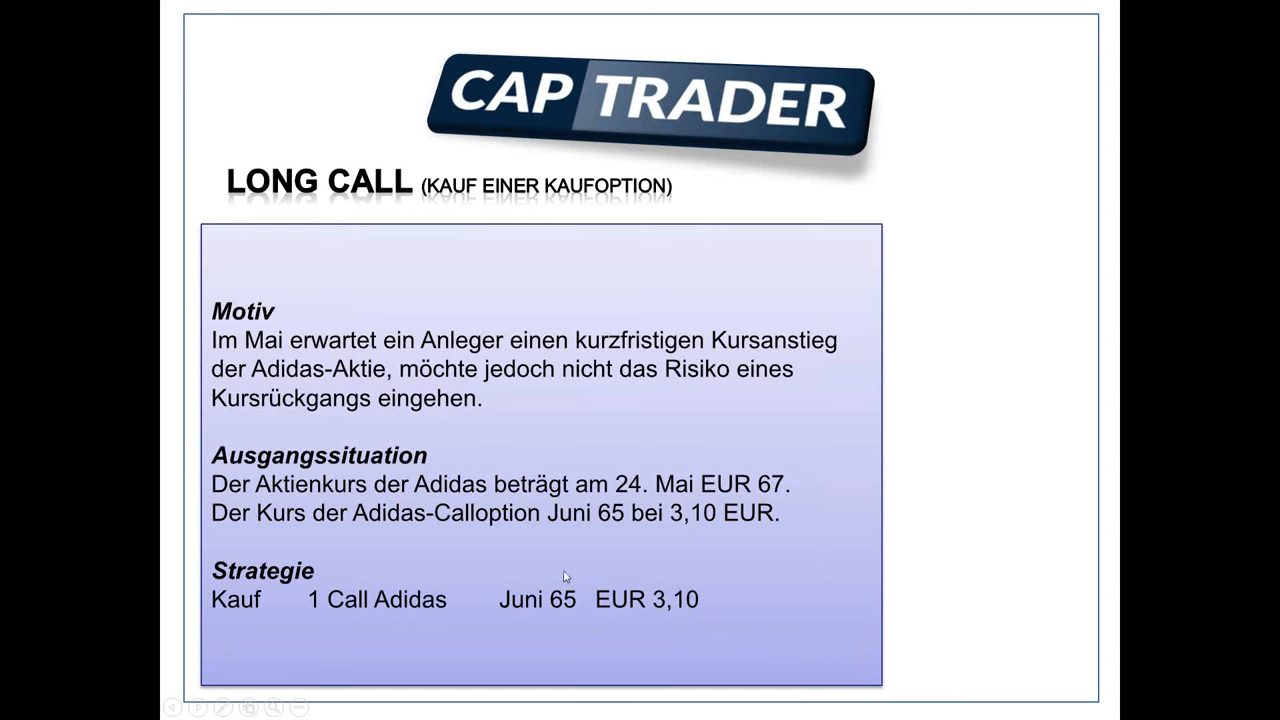 CAP TRADER
LONG CALL (KAUF EINER KAUFOPTION)
Motiv
Im Mai erwartet ein Anleger einen kurzfristigen Kursanstieg
der Adidas-Aktie, möchte jedoch nicht das Risiko eines
Kursrückgangs eingehen.
Ausgangssituation
Der Aktienkurs der Adidas beträgt am 24. Mai EUR 67.
Der Kurs der Adidas-Calloption Juni 65 bei 3,10 EUR.
Strategie
Kauf 1 Call Adidas Juni 65 EUR 3,10